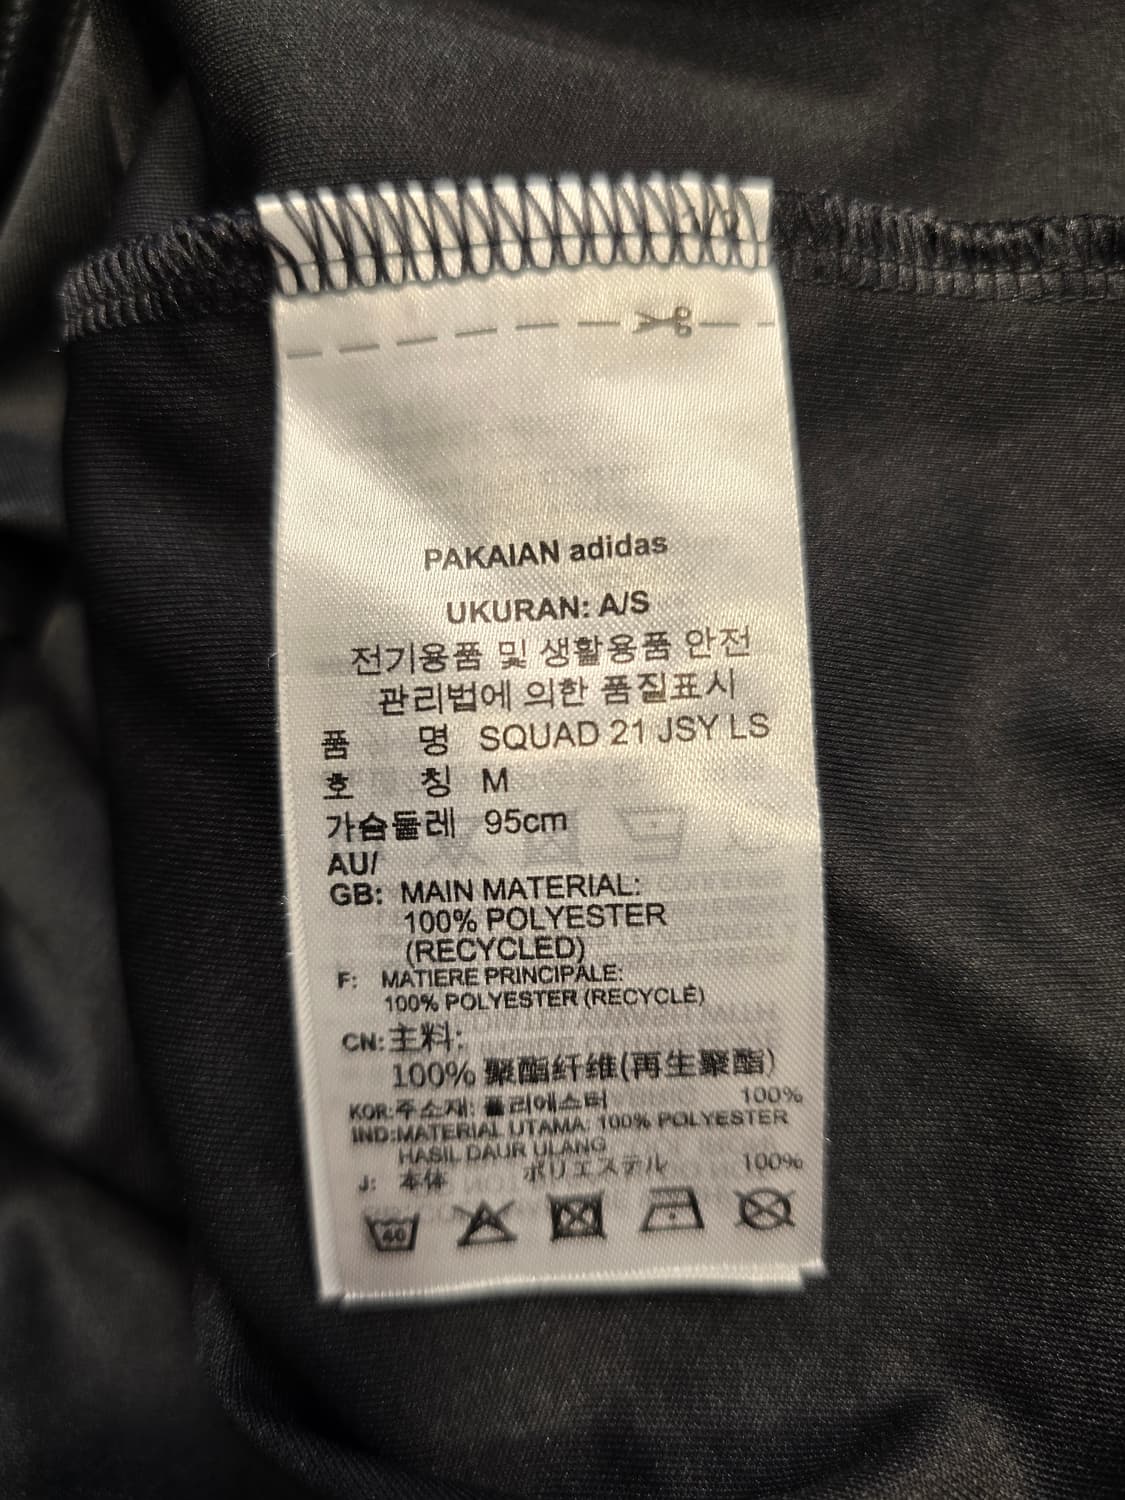 PAKAIAN adidas
UKURAN: A/S
전기용품 및 생활용품 안전
관리법에 의한 품질표시
품 명 SQUAD 21 JSY LS
호 칭 M
가슴둘레 95cm
AU/
GB: MAIN MATERIAL:
100% POLYESTER
(RECYCLED)
F: MATIERE PRINCIPALE:
100% POLYESTER (RECYCLÉ)
CN: 主料:
100% 聚酯纤维(再生聚酯)
KOR:주소재: 폴리에스터 100%
IND:MATERIAL UTAMA: 100% POLYESTER
HASIL DAUR ULANG
J: 本体 ポリエステル 100%
40